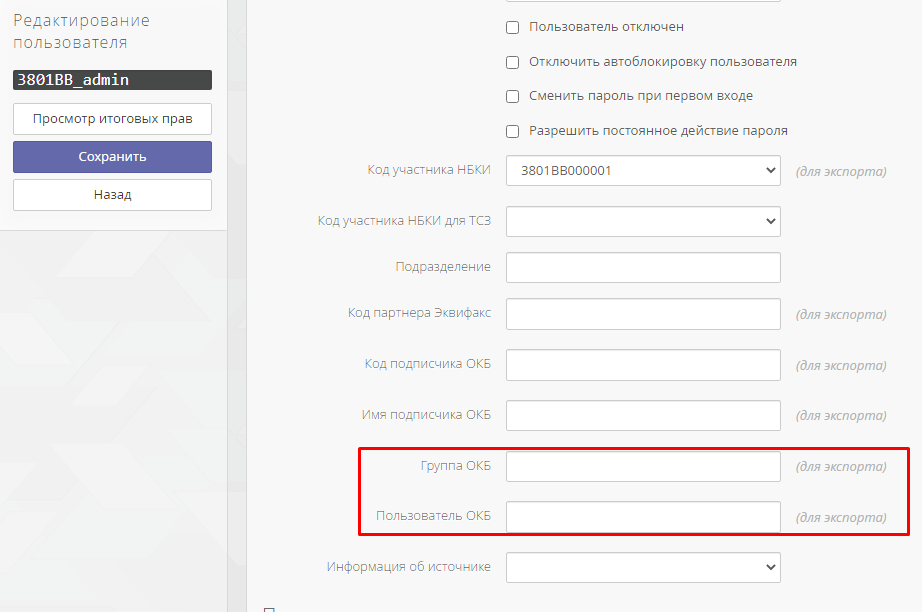 Редактирование
пользователя
3801BB_admin
Просмотр итоговых прав
Сохранить
Назад
Пользователь отключен
Отключить автоблокировку пользователя
Сменить пароль при первом входе
Разрешить постоянное действие пароля
Код участника НБКИ 3801BB000001 (для экспорта)
Код участника НБКИ для ТСЗ
Подразделение
Код партнера Эквифакс (для экспорта)
Код подписчика ОКБ (для экспорта)
Имя подписчика ОКБ (для экспорта)
Группа ОКБ (для экспорта)
Пользователь ОКБ (для экспорта)
Информация об источнике